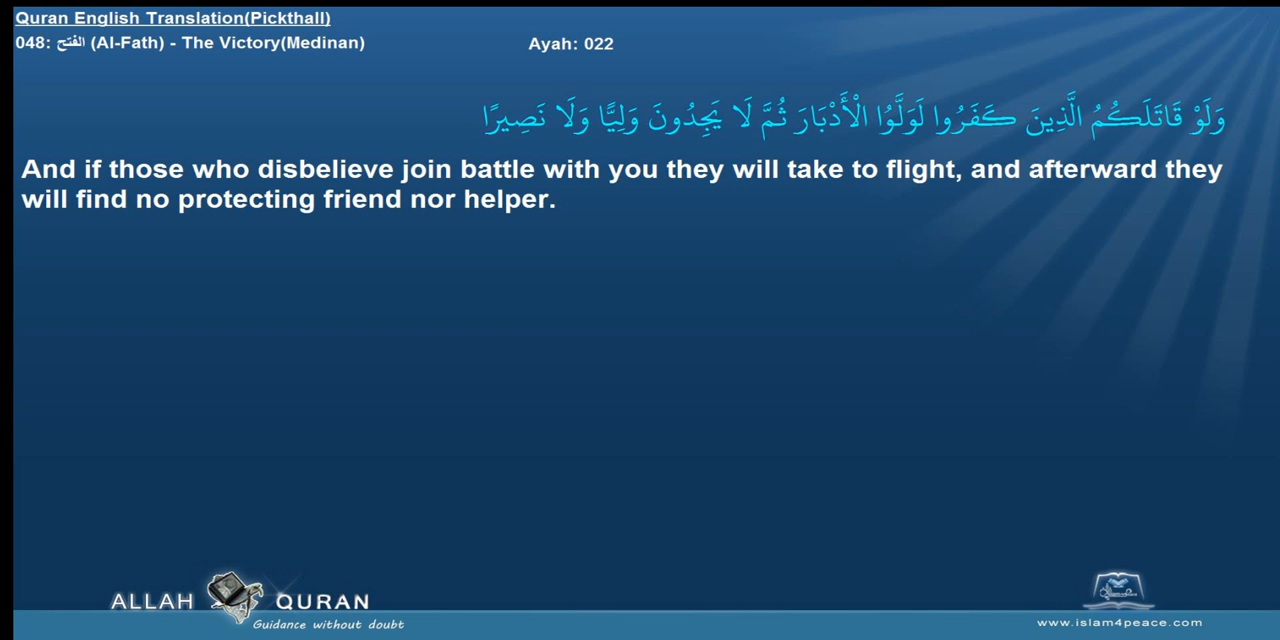 Quran English Translation(Pickthall)
048: الفتح (Al-Fath) - The Victory(Medinan) Ayah: 022
وَلَوْ قَاتَلَكُمُ الَّذِينَ كَفَرُوا لَوَلَّوُا الْأَدْبَارَ ثُمَّ لَا يَجِدُونَ وَلِيًّا وَلَا نَصِيرًا
And if those who disbelieve join battle with you they will take to flight, and afterward they
will find no protecting friend nor helper.
ALLAH QURAN
Guidance without doubt
www.islam4peace.com